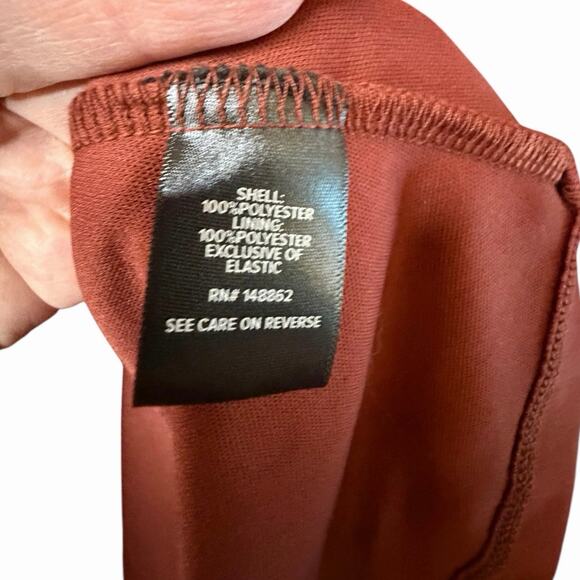 SHELL:
100%POLYESTER
LINING:
100%POLYESTER
EXCLUSIVE OF
ELASTIC
RN# 148862
SEE CARE ON REVERSE